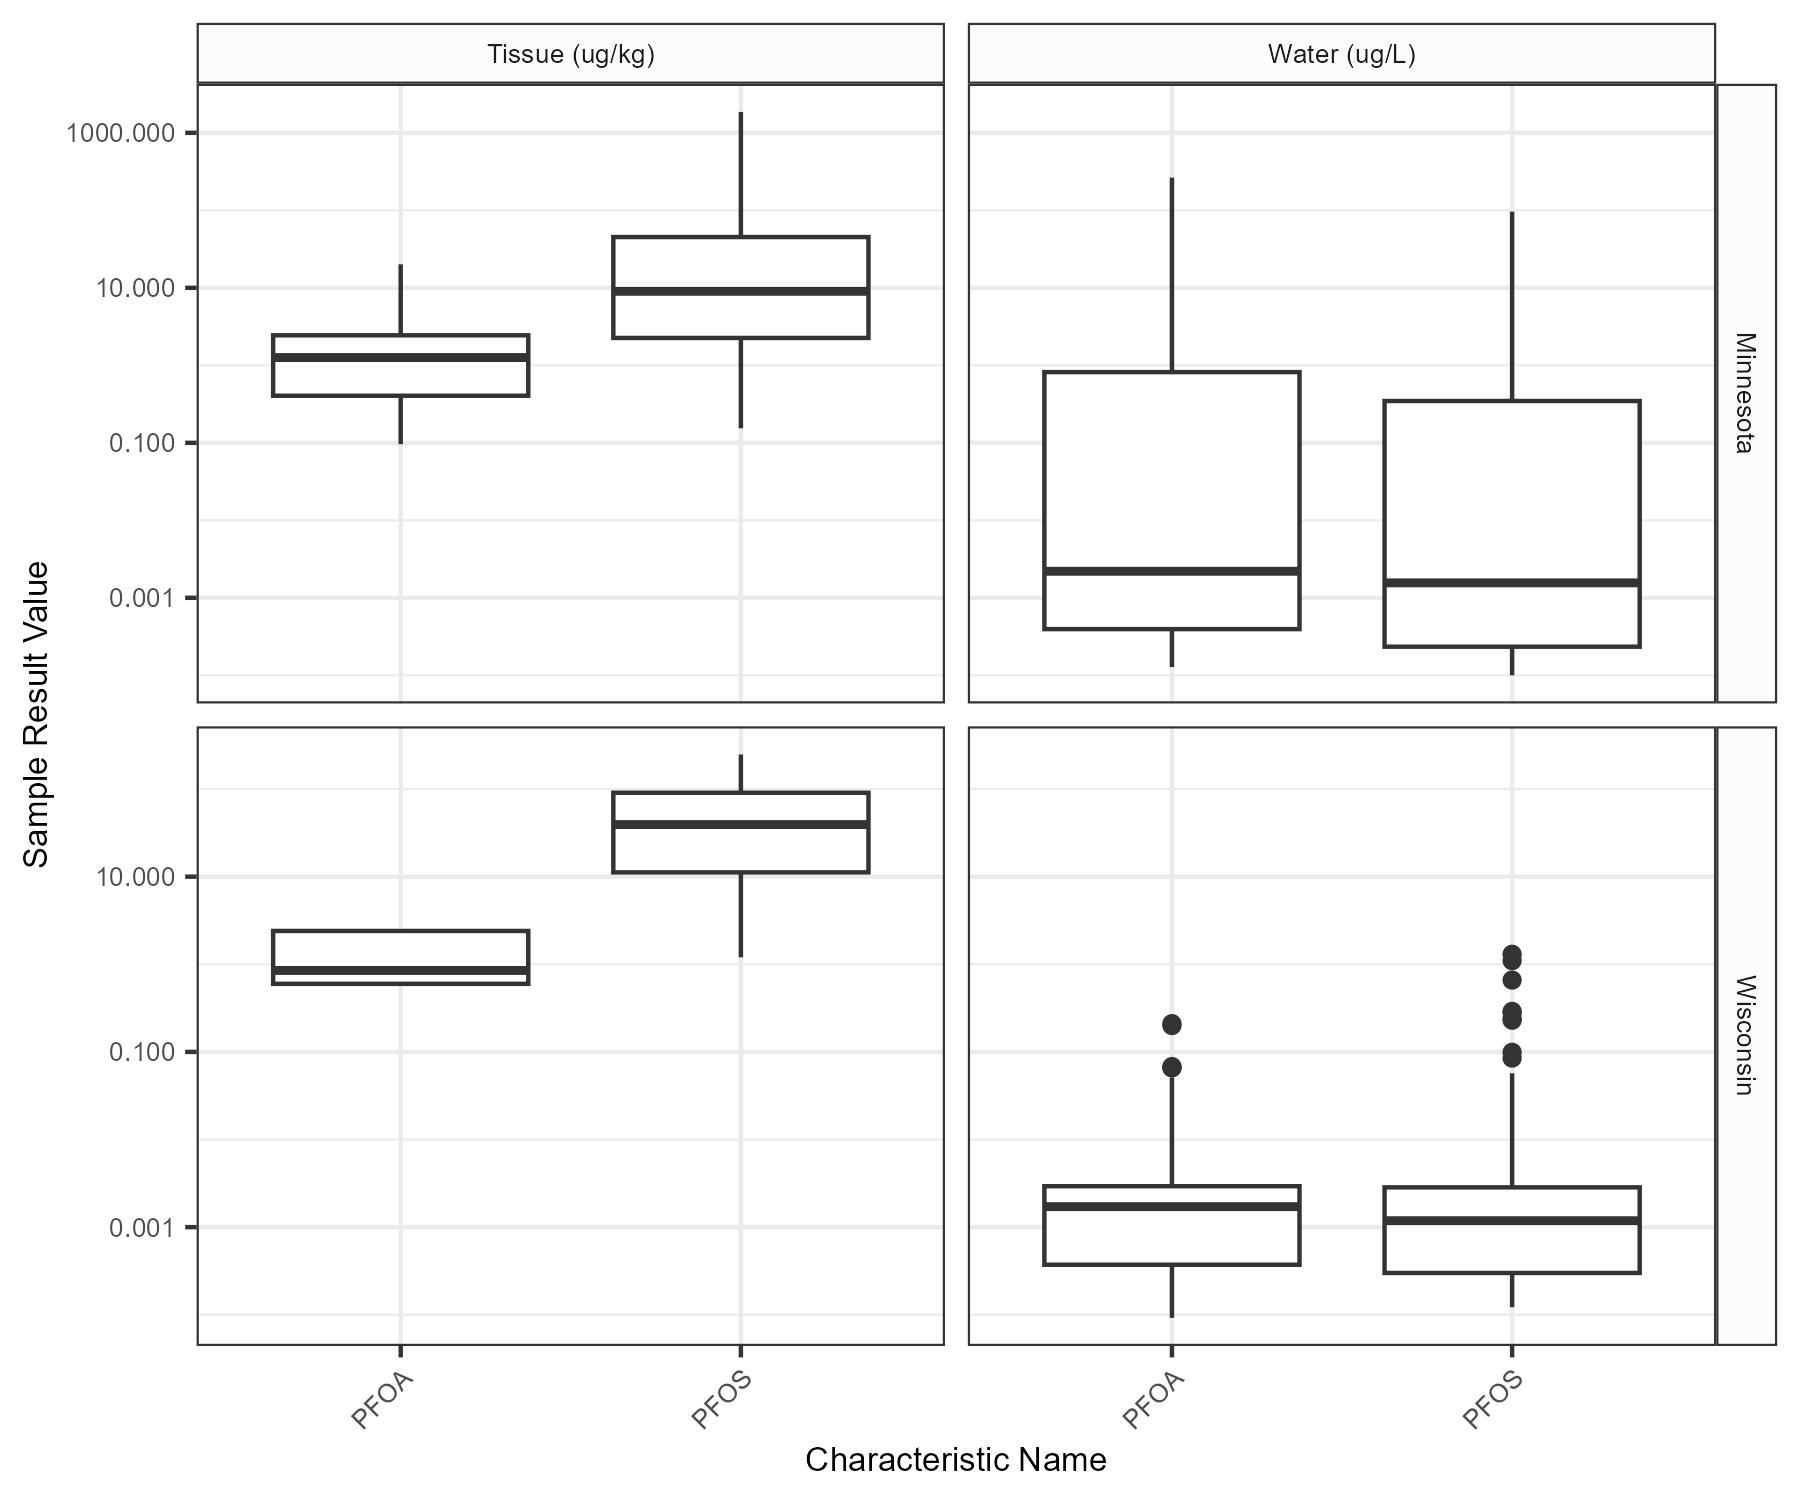 Tissue (ug/kg)
Water (ug/L)
1000.000
10.000
0.100
0.001
Minnesota
Sample Result Value
10.000
0.100
0.001
Wisconsin
PFOA
PFOS
PFOA
PFOS
Characteristic Name